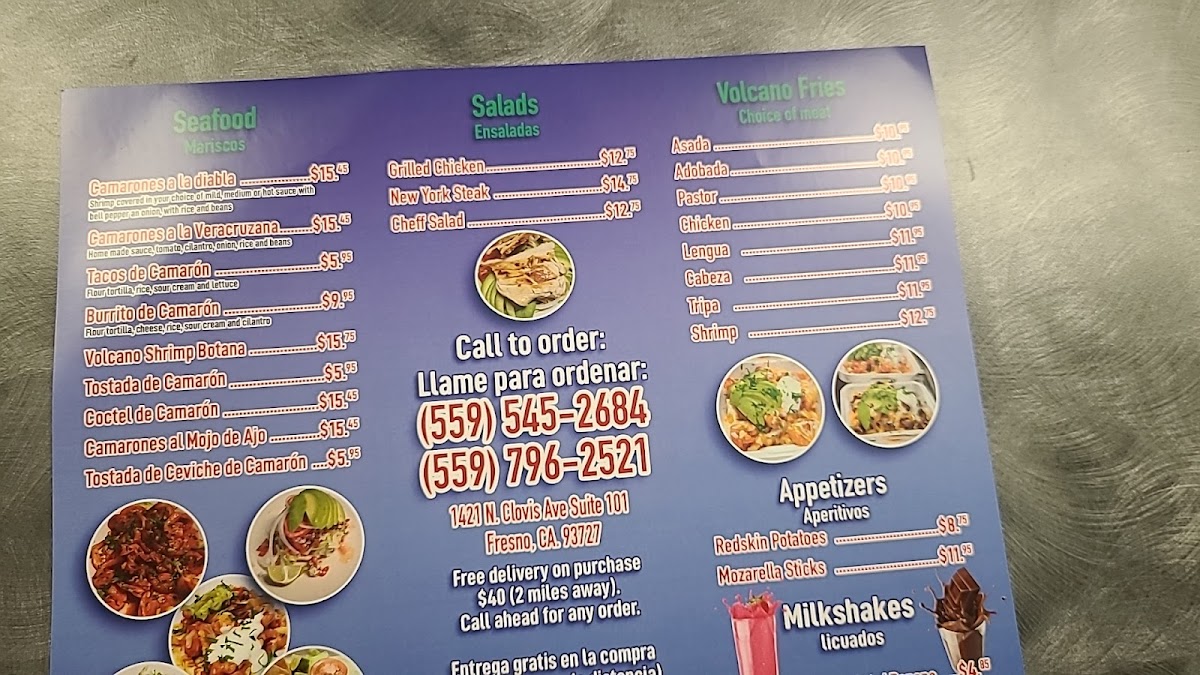 Seafood
Mariscos
Camarones a la diabla ..................$15.45
Shrimp covered in your choice of mild, medium or hot sauce with
bell pepper an onion, with rice and beans
Camarones a la Veracruzana........$15.45
Home made sauce, tomato, cilantro, onion, rice and beans
Tacos de Camarón ..........................$5.95
Flour tortilla, rice, sour cream and lettuce
Burrito de Camarón ........................$9.95
Flour tortilla, cheese, rice, sour cream and cilantro
Volcano Shrimp Botana.................$15.75
Tostada de Camarón .......................$5.95
Coctel de Camarón ........................$15.45
Camarones al Mojo de Ajo ............$15.45
Tostada de Ceviche de Camarón ....$5.95
Salads
Ensaladas
Grilled Chicken............................$12.75
New York Steak ...........................$14.75
Cheff Salad ..................................$12.75
Call to order:
Llame para ordenar:
(559) 545-2684
(559) 796-2521
1421 N. Clovis Ave Suite 101
Fresno, CA. 93727
Free delivery on purchase
$40 (2 miles away).
Call ahead for any order.
Entrega gratis en la compra
Volcano Fries
Choice of meat
Asada ........................................$10.95
Adobada....................................$10.95
Pastor........................................$10.95
Chicken .....................................$10.95
Lengua .....................................$11.95
Cabeza .....................................$11.95
Tripa .........................................$11.95
Shrimp .....................................$12.75
Appetizers
Aperitivos
Redskin Potatoes ..........................$8.75
Mozarella Sticks ..........................$11.95
Milkshakes
licuados
$4.85